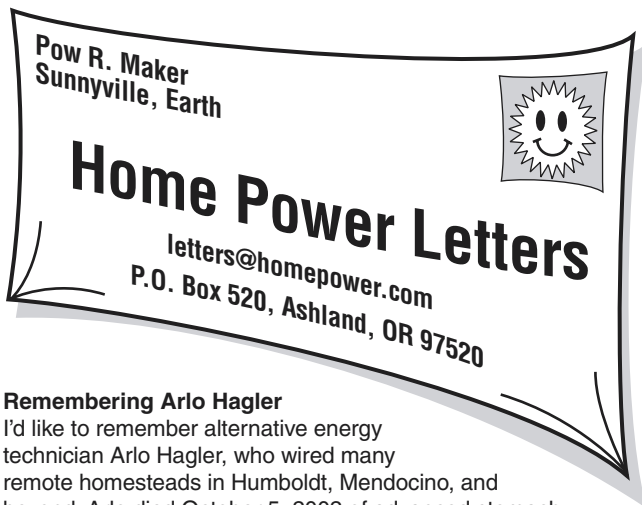 Pow R. Maker
Sunnyville, Earth
Home Power Letters
letters@homepower.com
P.O. Box 520, Ashland, OR 97520
Remembering Arlo Hagler
I'd like to remember alternative energy
technician Arlo Hagler, who wired many
remote homesteads in Humboldt, Mendocino, and